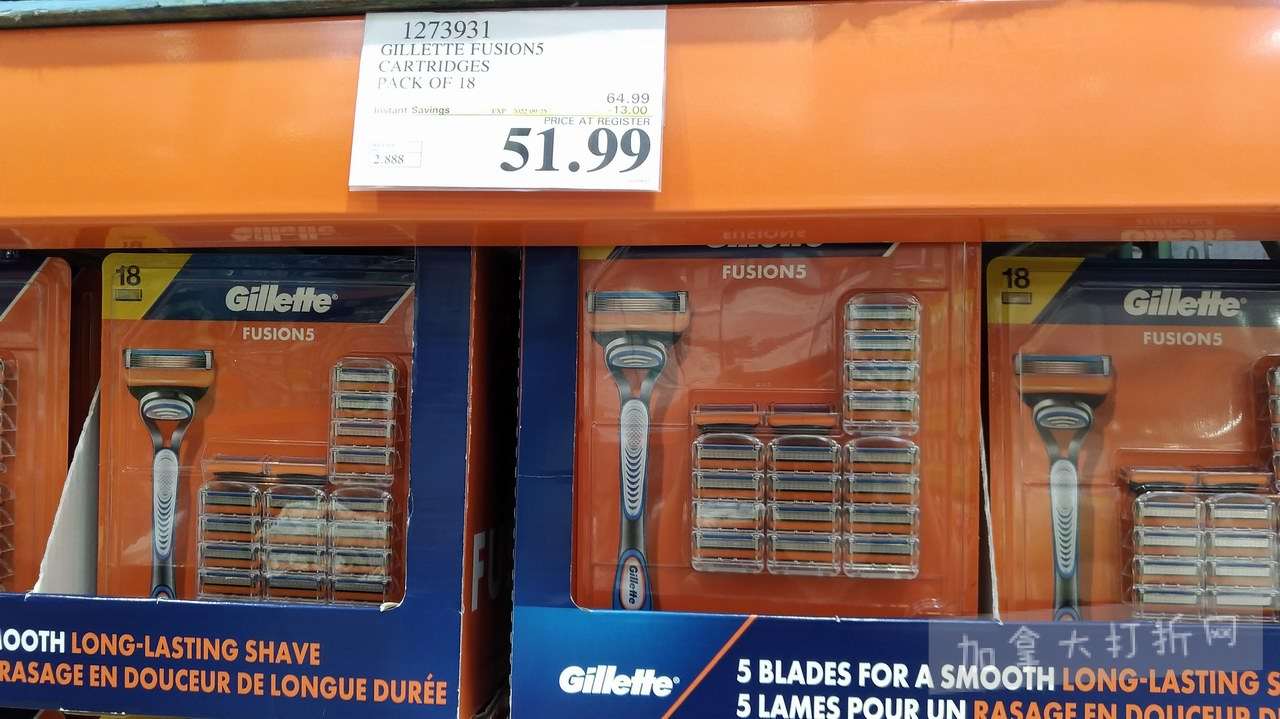 1273931
GILLETTE FUSION5
CARTRIDGES
PACK OF 18
64.99
Instant Savings EXP -13.00
PRICE AT REGISTER
51.99
2.888
18
Gillette
FUSION5
Gillette
FUSION5
18
Gillette
FUSION5
Gillette
FU
OOTH LONG-LASTING SHAVE
RASAGE EN DOUCEUR DE LONGUE DURÉE
Gillette
5 BLADES FOR A SMOOTH LONG-LASTING S
5 LAMES POUR UN RASAGE EN DOUCEUR D
加拿大打折网